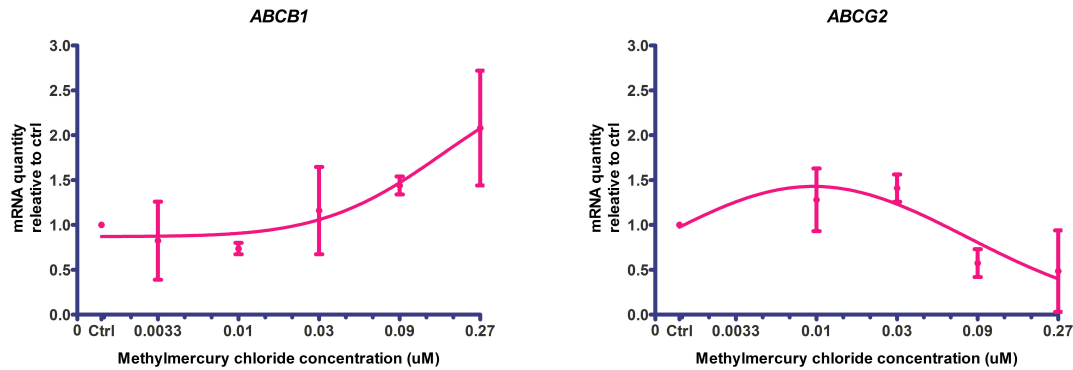 ABCB1
3.0
2.5
2.0
1.5
1.0
0.5
0.0
mRNA quantity
releative to ctrl
0 Ctrl 0.0033 0.01 0.03 0.09 0.27
Methylmercury chloride concentration (uM)
ABCG2
3.0
2.5
2.0
1.5
1.0
0.5
0.0
mRNA quantity
releative to ctrl
0 Ctrl 0.0033 0.01 0.03 0.09 0.27
Methylmercury chloride concentration (uM)